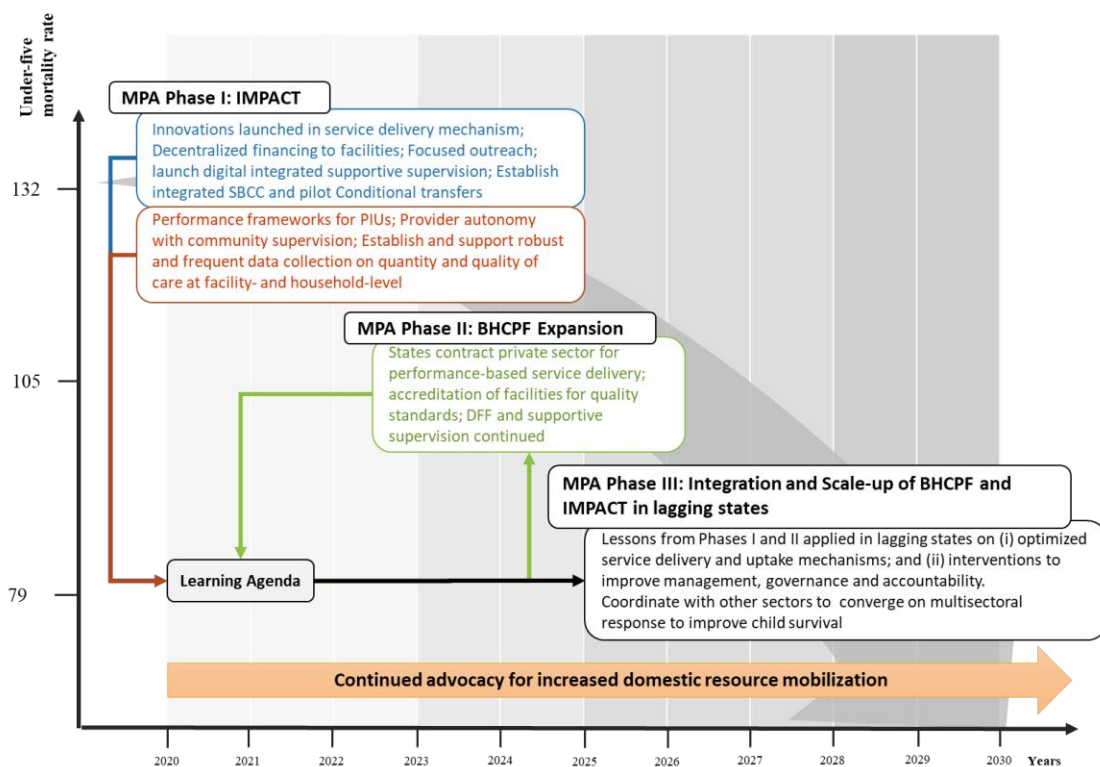 Under-five
mortality rate
MPA Phase I: IMPACT
Innovations launched in service delivery mechanism;
Decentralized financing to facilities; Focused outreach;
launch digital integrated supportive supervision; Establish
integrated SBCC and pilot Conditional transfers
132
Performance frameworks for PIUs; Provider autonomy
with community supervision; Establish and support robust
and frequent data collection on quantity and quality of
care at facility- and household-level
MPA Phase II: BHCPF Expansion
States contract private sector for
performance-based service delivery;
accreditation of facilities for quality
standards; DFF and supportive
supervision continued
105
MPA Phase III: Integration and Scale-up of BHCPF and
IMPACT in lagging states
Lessons from Phases I and II applied in lagging states on (i) optimized
service delivery and uptake mechanisms; and (ii) interventions to
improve management, governance and accountability.
Coordinate with other sectors to converge on multisectoral
response to improve child survival
Learning Agenda
79
Continued advocacy for increased domestic resource mobilization
2020 2021 2022 2023 2024 2025 2026 2027 2028 2029 2030 Years